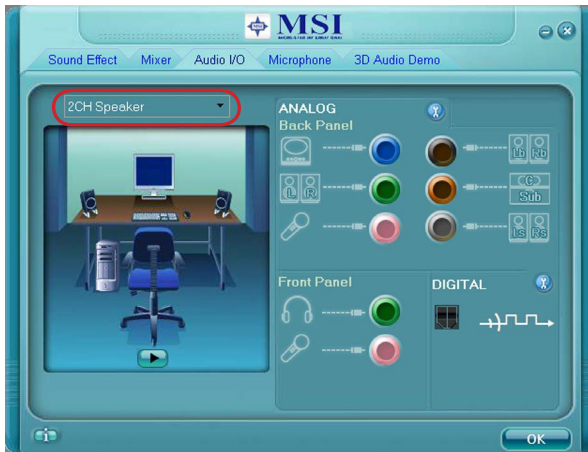 MSI
Sound Effect Mixer Audio I/O Microphone 3D Audio Demo
2CH Speaker
ANALOG
Back Panel
L R
Lb Rb
C
Sub
Ls Rs
Front Panel
DIGITAL
i
OK